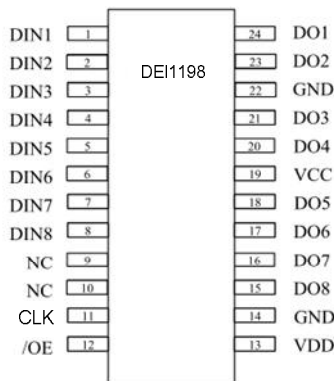 DIN1 1 24 DO1
DIN2 2 DEI1198 23 DO2
DIN3 3 22 GND
DIN4 4 21 DO3
DIN5 5 20 DO4
DIN6 6 19 VCC
DIN7 7 18 DO5
DIN8 8 17 DO6
NC 9 16 DO7
NC 10 15 DO8
CLK 11 14 GND
/OE 12 13 VDD